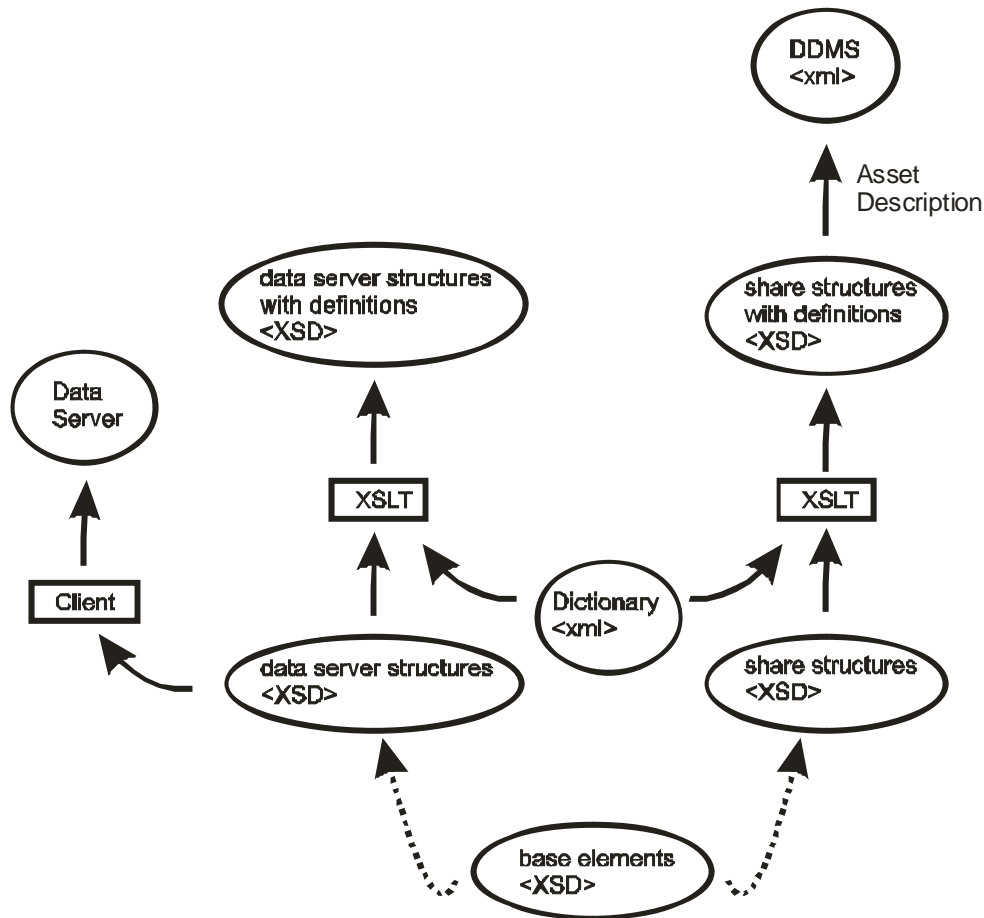 DDMS
<xml>
Asset
Description
data server structures
with definitions
<XSD>
share structures
with definitions
<XSD>
Data
Server
XSLT
XSLT
Client
Dictionary
<xml>
data server structures
<XSD>
share structures
<XSD>
base elements
<XSD>